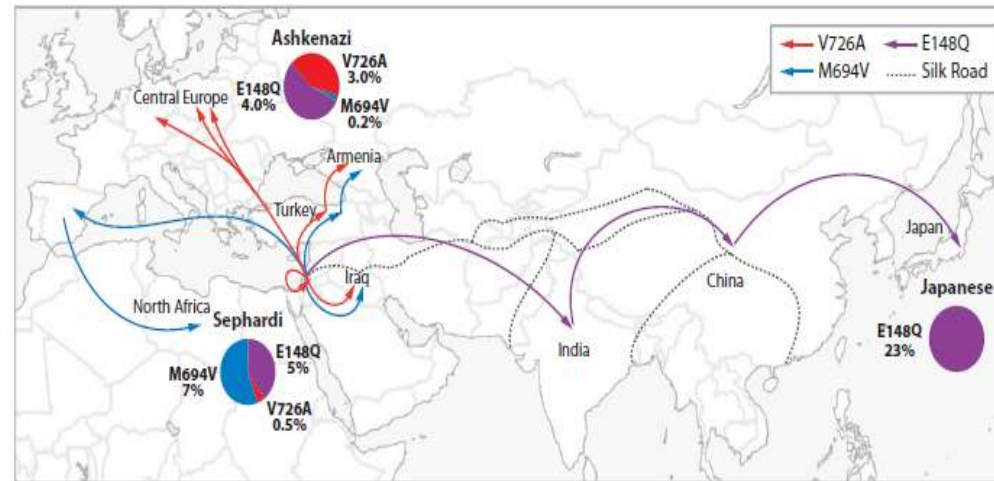 Ashkenazi
V726A
3.0%
E148Q
4.0%
M694V
0.2%
V726A
E148Q
M694V
Silk Road
Central Europe
Armenia
Turkey
Iraq
North Africa
Sephardi
M694V
7%
E148Q
5%
V726A
0.5%
India
China
Japan
Japanese
E148Q
23%